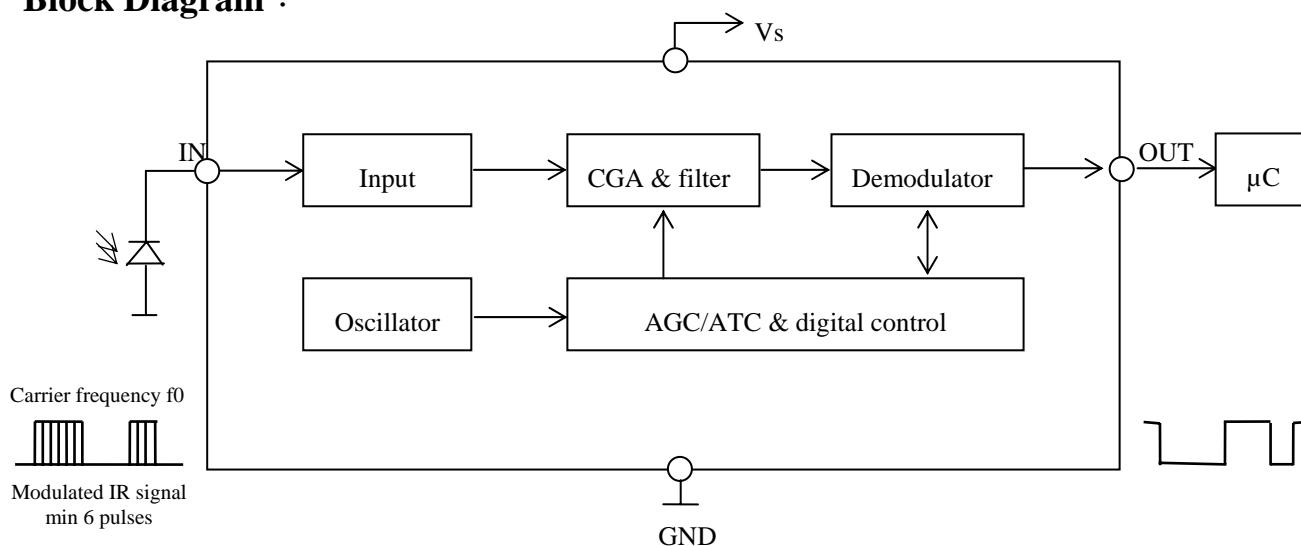 Block Diagram :
Vs
IN
Input
CGA & filter
Demodulator
OUT
µC
Oscillator
AGC/ATC & digital control
Carrier frequency f0
Modulated IR signal
min 6 pulses
GND